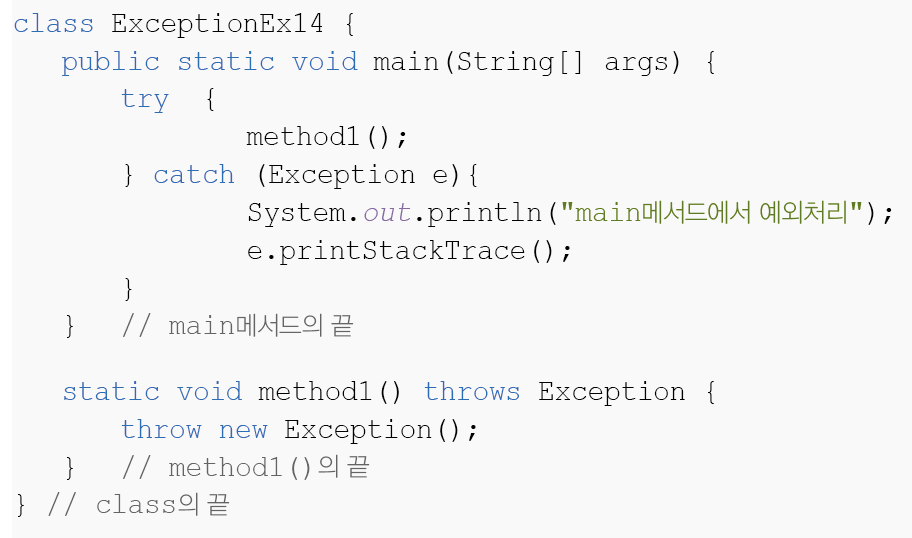 class ExceptionEx14 {
public static void main(String[] args) {
try {
method1();
} catch (Exception e){
System.out.println("main메서드에서 예외처리");
e.printStackTrace();
}
} // main메서드의 끝
static void method1() throws Exception {
throw new Exception();
} // method1()의 끝
} // class의 끝